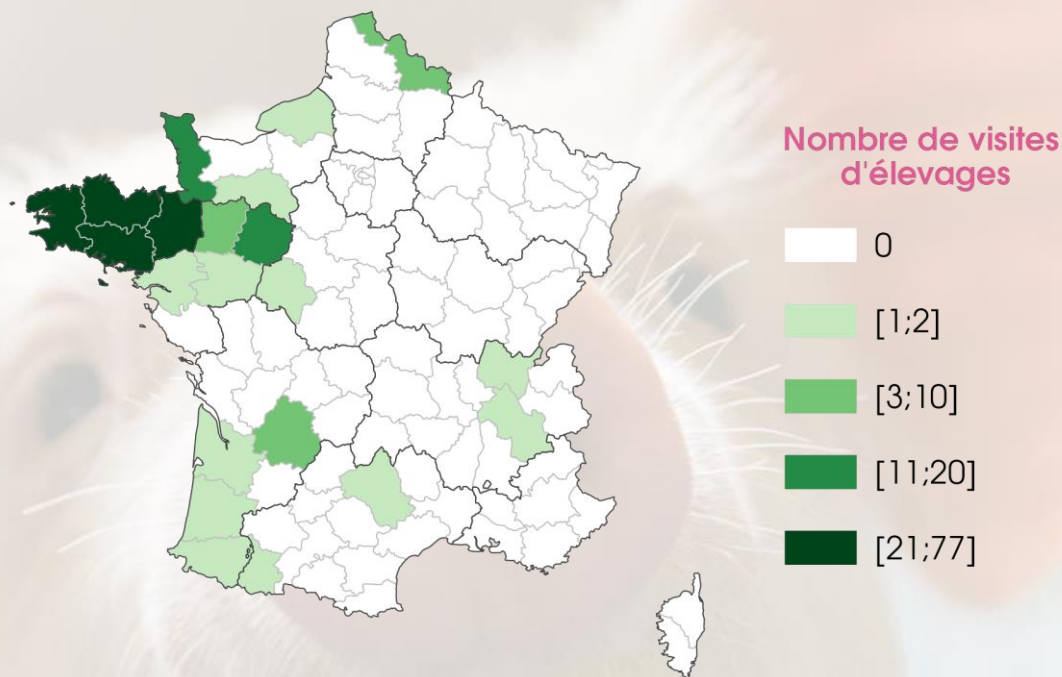 Nombre de visites
d'élevages
0
[1;2]
[3;10]
[11;20]
[21;77]